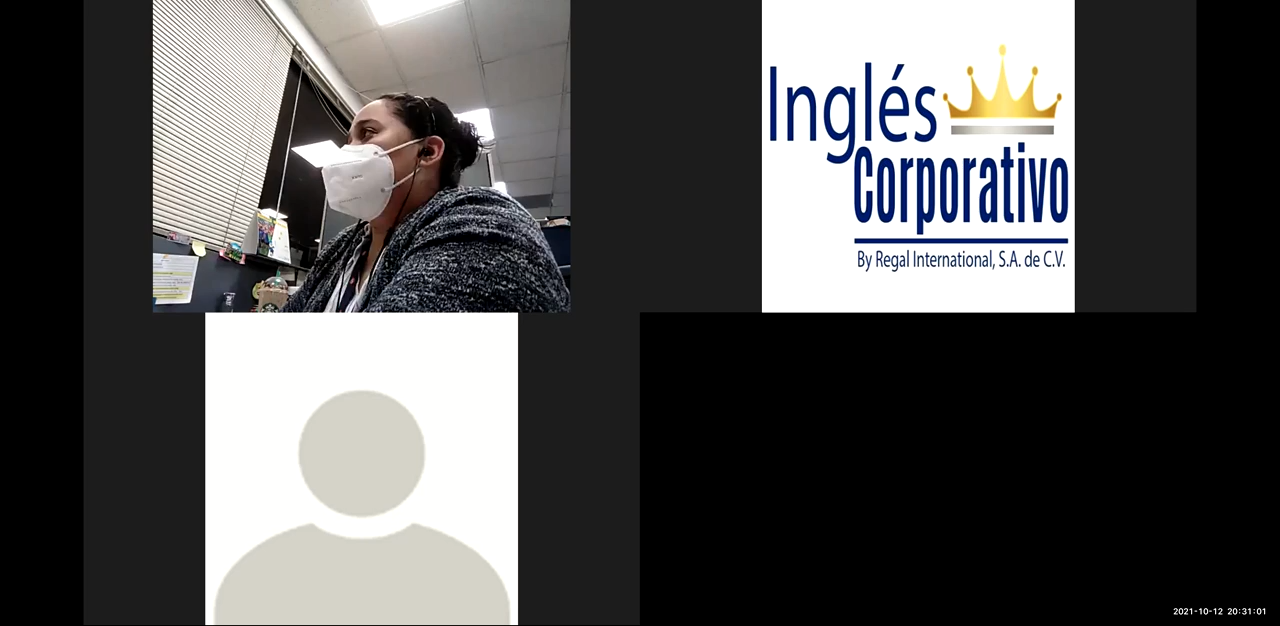 Inglés
Corporativo
By Regal International, S.A. de C.V.
2021-10-12 20:31:01